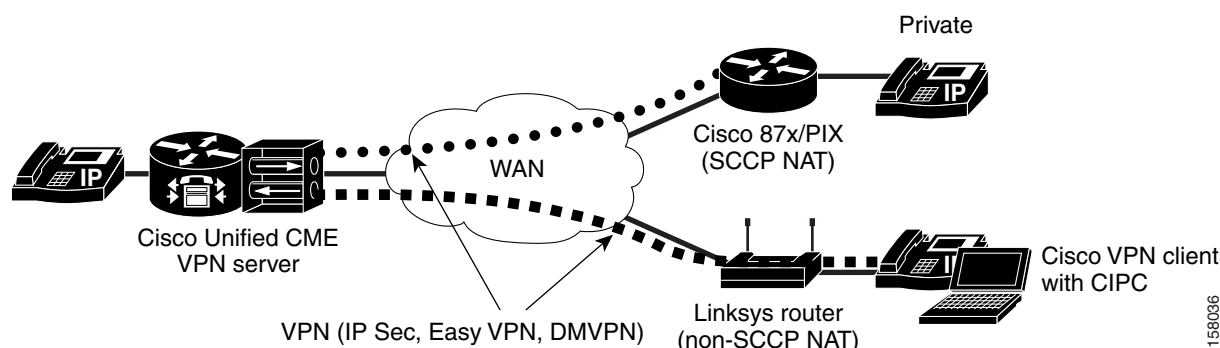 Private
IP
Cisco 87x/PIX
(SCCP NAT)
WAN
IP
Cisco Unified CME
VPN server
IP
Cisco VPN client
with CIPC
Linksys router
(non-SCCP NAT)
VPN (IP Sec, Easy VPN, DMVPN)
158036